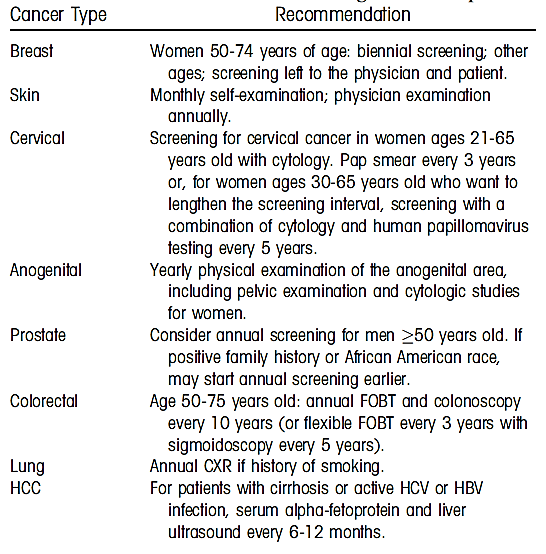 Cancer Type Recommendation
Breast Women 50-74 years of age: biennial screening; other
ages; screening left to the physician and patient.
Skin Monthly self-examination; physician examination
annually.
Cervical Screening for cervical cancer in women ages 21-65
years old with cytology. Pap smear every 3 years
or, for women ages 30-65 years old who want to
lengthen the screening interval, screening with a
combination of cytology and human papillomavirus
testing every 5 years.
Anogenital Yearly physical examination of the anogenital area,
including pelvic examination and cytologic studies
for women.
Prostate Consider annual screening for men ≥50 years old. If
positive family history or African American race,
may start annual screening earlier.
Colorectal Age 50-75 years old: annual FOBT and colonoscopy
every 10 years (or flexible FOBT every 3 years with
sigmoidoscopy every 5 years).
Lung Annual CXR if history of smoking.
HCC For patients with cirrhosis or active HCV or HBV
infection, serum alpha-fetoprotein and liver
ultrasound every 6-12 months.